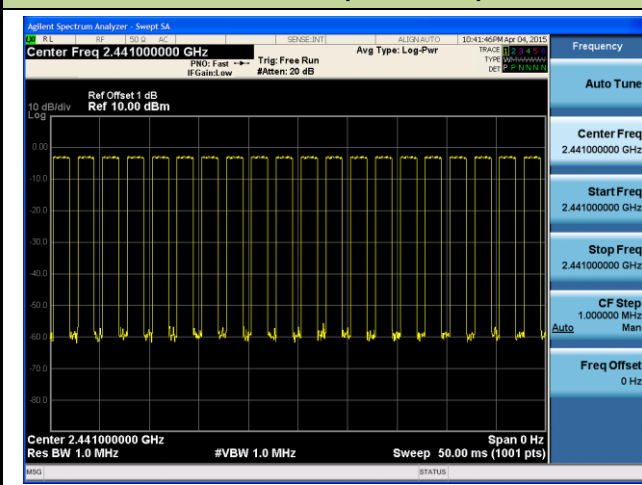 Agilent Spectrum Analyzer - Swept SA
RL RF 50 Ω AC SENSE:INT ALIGN AUTO 10:41:46PM Apr 04, 2015
Center Freq 2.441000000 GHz
PNO: Fast
IFGain:Low
Trig: Free Run
#Atten: 20 dB
Avg Type: Log-Pwr
TRACE 1 2 3 4 5 6
TYPE
DET P P N N N N
Ref Offset 1 dB
10 dB/div Ref 10.00 dBm
Log
0.00
-10.0
-20.0
-30.0
-40.0
-50.0
-60.0
-70.0
-80.0
Center 2.441000000 GHz Span 0 Hz
Res BW 1.0 MHz #VBW 1.0 MHz Sweep 50.00 ms (1001 pts)
MSG STATUS
Frequency
Auto Tune
Center Freq
2.441000000 GHz
Start Freq
2.441000000 GHz
Stop Freq
2.441000000 GHz
CF Step
1.000000 MHz
Auto Man
Freq Offset
0 Hz